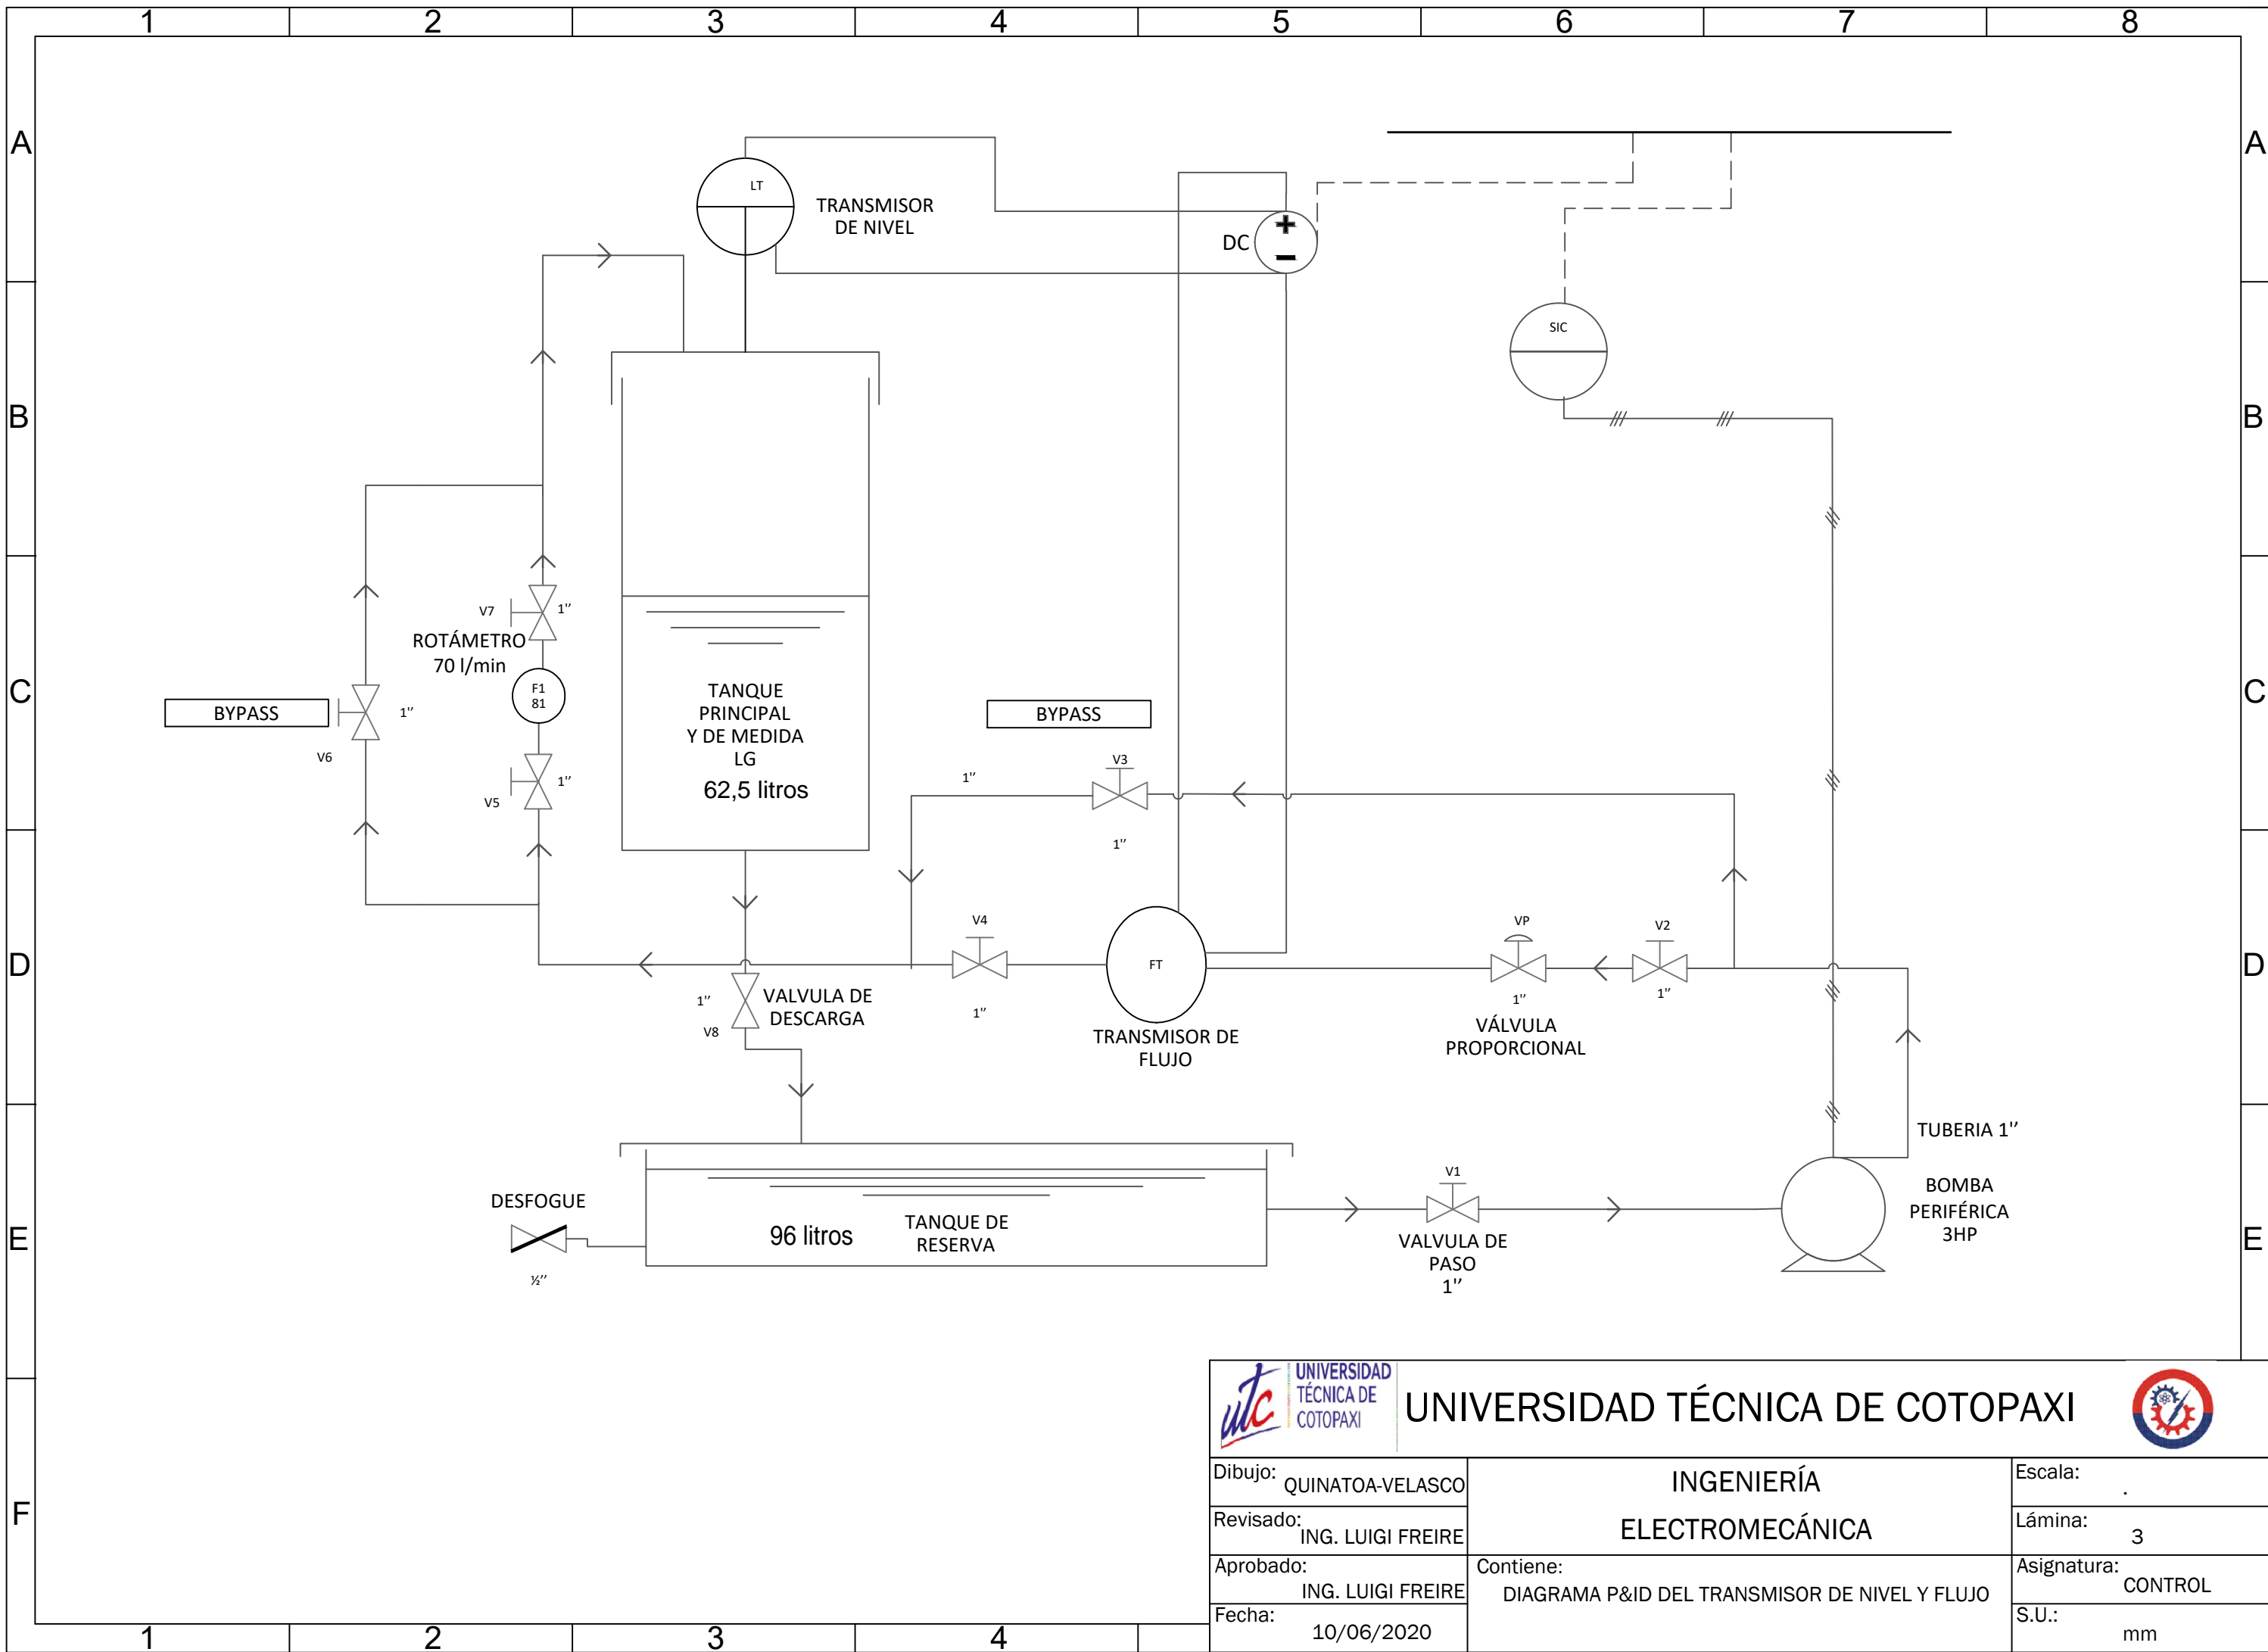 1 2 3 4 5 6 7 8
A A
LT
TRANSMISOR
DE NIVEL
DC
+
−
SIC
B B
V7
1''
ROTÁMETRO
70 l/min
F1
81
V5
1''
BYPASS
1''
V6
C C
TANQUE
PRINCIPAL
Y DE MEDIDA
LG
62,5 litros
BYPASS
V3
1''
1''
D D
V4
1''
FT
TRANSMISOR DE
FLUJO
VP
1''
VÁLVULA
PROPORCIONAL
V2
1''
1''
V8
VALVULA DE
DESCARGA
TUBERIA 1''
BOMBA
PERIFÉRICA
3HP
E E
DESFOGUE
½''
96 litros
TANQUE DE
RESERVA
V1
VALVULA DE
PASO
1''
F
utc
UNIVERSIDAD
TÉCNICA DE
COTOPAXI
UNIVERSIDAD TÉCNICA DE COTOPAXI
Dibujo: QUINATOA-VELASCO
INGENIERÍA
ELECTROMECÁNICA
Escala: .
Revisado: ING. LUIGI FREIRE
Lámina: 3
Aprobado: ING. LUIGI FREIRE
Contiene:
DIAGRAMA P&ID DEL TRANSMISOR DE NIVEL Y FLUJO
Asignatura: CONTROL
Fecha: 10/06/2020
S.U.: mm
1 2 3 4